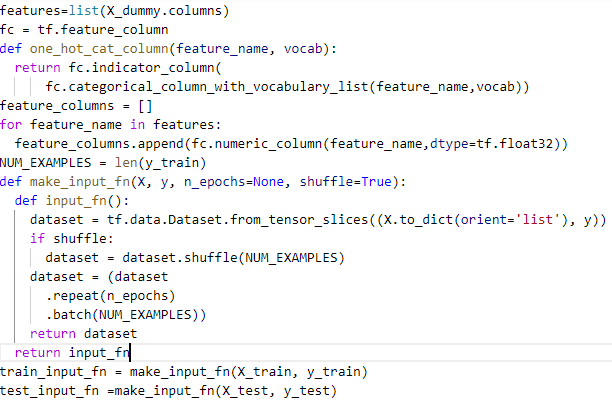 features=list(X_dummy.columns)
fc = tf.feature_column
def one_hot_cat_column(feature_name, vocab):
  return fc.indicator_column(
      fc.categorical_column_with_vocabulary_list(feature_name,vocab))
feature_columns = []
for feature_name in features:
  feature_columns.append(fc.numeric_column(feature_name,dtype=tf.float32))
NUM_EXAMPLES = len(y_train)
def make_input_fn(X, y, n_epochs=None, shuffle=True):
  def input_fn():
    dataset = tf.data.Dataset.from_tensor_slices((X.to_dict(orient='list'), y))
    if shuffle:
      dataset = dataset.shuffle(NUM_EXAMPLES)
    dataset = (dataset
      .repeat(n_epochs)
      .batch(NUM_EXAMPLES))
    return dataset
  return input_fn
train_input_fn = make_input_fn(X_train, y_train)
test_input_fn =make_input_fn(X_test, y_test)